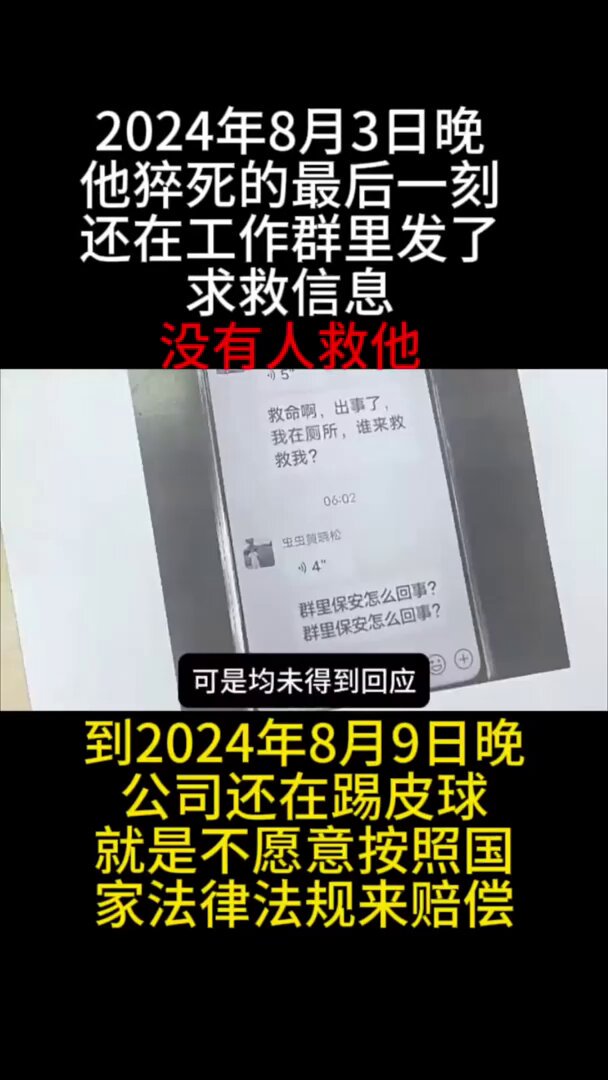 2024年8月3日晚
他猝死的最后一刻
还在工作群里发了
求救信息
没有人救他
5"
救命啊，出事了，
我在厕所，谁来救
救我？
06:02
虫虫黄晓松
4"
群里保安怎么回事？
群里保安怎么回事？
可是均未得到回应
到2024年8月9日晚
公司还在踢皮球
就是不愿意按照国
家法律法规来赔偿